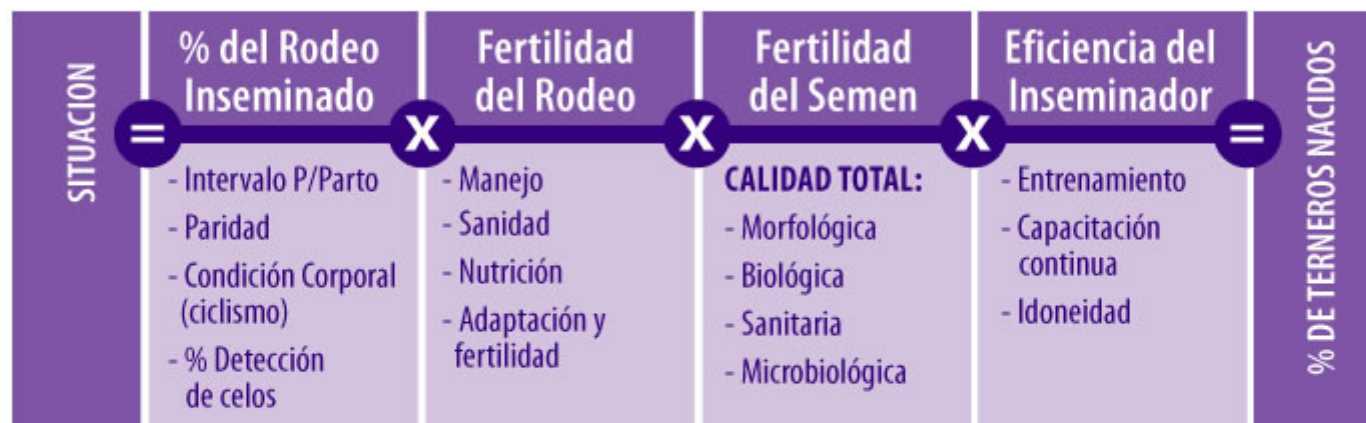 SITUACION
=
% del Rodeo
Inseminado
- Intervalo P/Parto
- Paridad
- Condición Corporal
(ciclismo)
- % Detección
de celos
X
Fertilidad
del Rodeo
- Manejo
- Sanidad
- Nutrición
- Adaptación y
fertilidad
X
Fertilidad
del Semen
CALIDAD TOTAL:
- Morfológica
- Biológica
- Sanitaria
- Microbiológica
X
Eficiencia del
Inseminador
- Entrenamiento
- Capacitación
continua
- Idoneidad
=
% DE TERNEROS NACIDOS